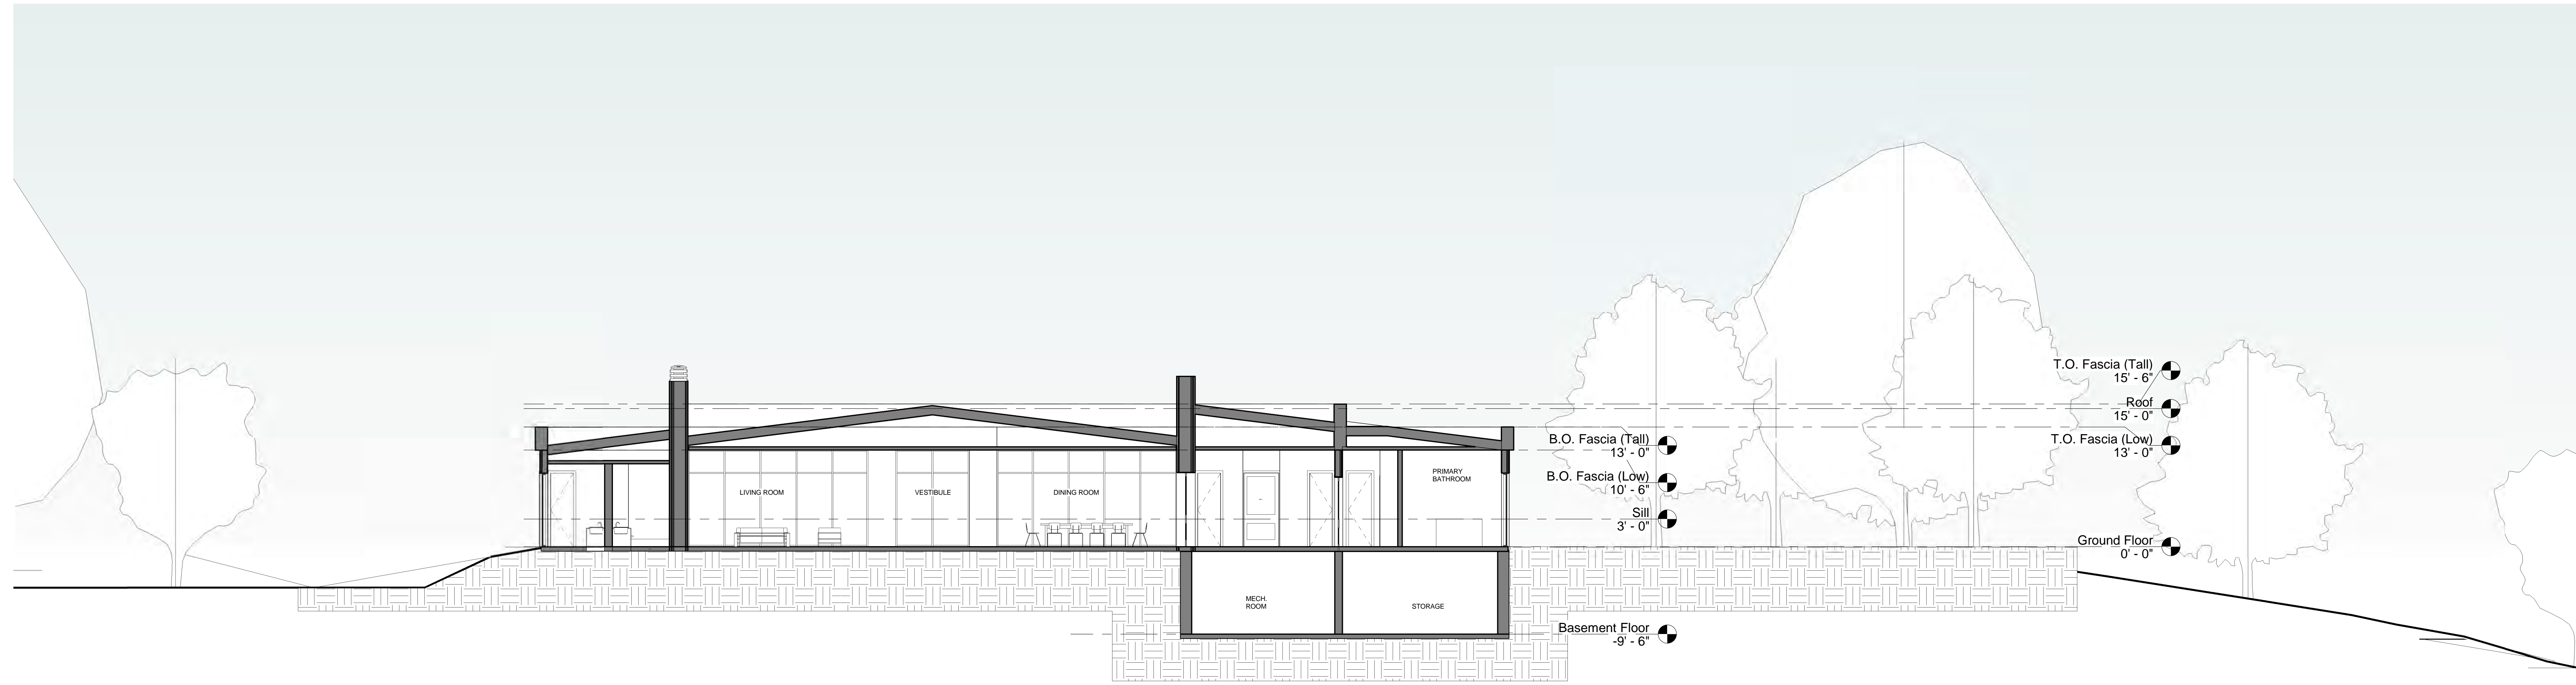 T.O. Fascia (Tall)
15' - 6"
Roof
15' - 0"
B.O. Fascia (Tall)
13' - 0"
T.O. Fascia (Low)
13' - 0"
PRIMARY
BATHROOM
B.O. Fascia (Low)
10' - 6"
LIVING ROOM
VESTIBULE
DINING ROOM
Sill
3' - 0"
Ground Floor
0' - 0"
MECH.
ROOM
STORAGE
Basement Floor
-9' - 6"